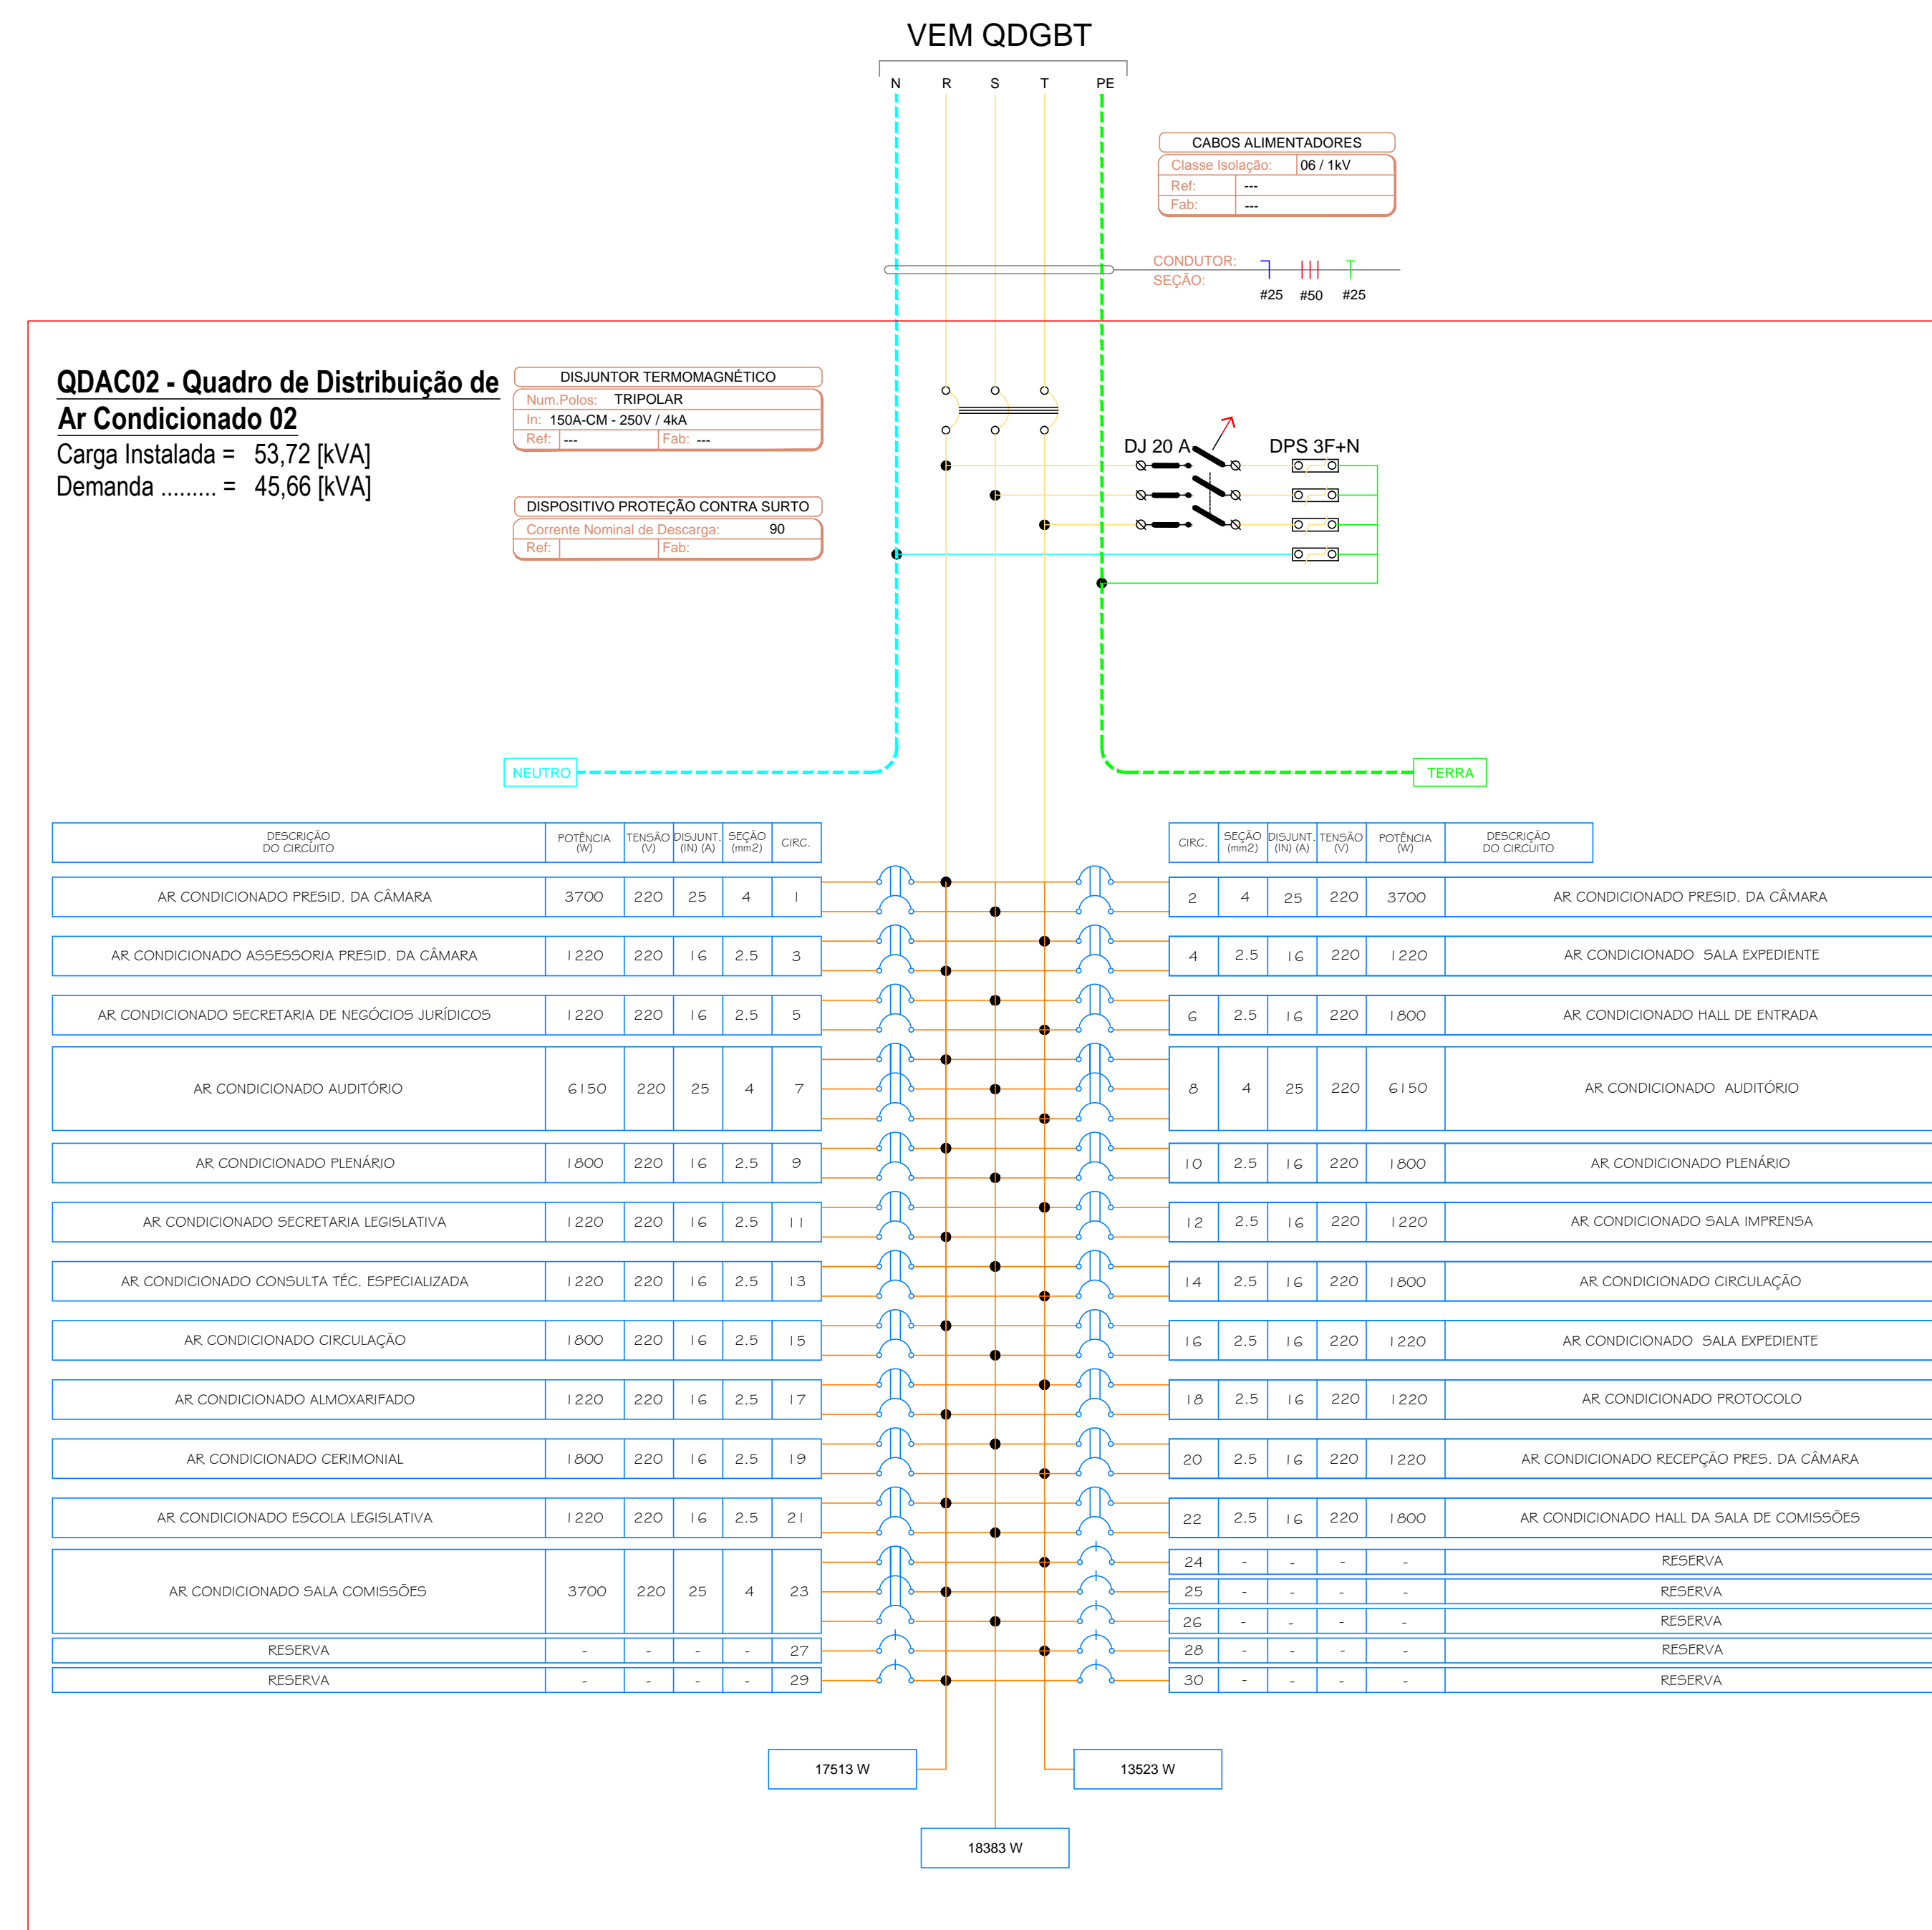 VEM QDGBT
N R S T PE
CABOS ALIMENTADORES
Classe Isolação: 06 / 1kV
Ref: ---
Fab: ---
CONDUTOR:
SEÇÃO:
#25 #50 #25
QDAC02 - Quadro de Distribuição de
Ar Condicionado 02
Carga Instalada = 53,72 [kVA]
Demanda ......... = 45,66 [kVA]
DISJUNTOR TERMOMAGNÉTICO
Num.Polos: TRIPOLAR
In: 150A-CM - 250V / 4kA
Ref: --- Fab: ---
DISPOSITIVO PROTEÇÃO CONTRA SURTO
Corrente Nominal de Descarga: 90
Ref: Fab:
DJ 20 A DPS 3F+N
NEUTRO TERRA
DESCRIÇÃO DO CIRCUITO POTÊNCIA (W) TENSÃO (V) DISJUNT. (IN) (A) SEÇÃO (mm2) CIRC.
CIRC. SEÇÃO (mm2) DISJUNT. (IN) (A) TENSÃO (V) POTÊNCIA (W) DESCRIÇÃO DO CIRCUITO
AR CONDICIONADO PRESID. DA CÂMARA 3700 220 25 4 1
2 4 25 220 3700 AR CONDICIONADO PRESID. DA CÂMARA
AR CONDICIONADO ASSESSORIA PRESID. DA CÂMARA 1220 220 16 2.5 3
4 2.5 16 220 1220 AR CONDICIONADO SALA EXPEDIENTE
AR CONDICIONADO SECRETARIA DE NEGÓCIOS JURÍDICOS 1220 220 16 2.5 5
6 2.5 16 220 1800 AR CONDICIONADO HALL DE ENTRADA
AR CONDICIONADO AUDITÓRIO 6150 220 25 4 7
8 4 25 220 6150 AR CONDICIONADO AUDITÓRIO
AR CONDICIONADO PLENÁRIO 1800 220 16 2.5 9
10 2.5 16 220 1800 AR CONDICIONADO PLENÁRIO
AR CONDICIONADO SECRETARIA LEGISLATIVA 1220 220 16 2.5 11
12 2.5 16 220 1220 AR CONDICIONADO SALA IMPRENSA
AR CONDICIONADO CONSULTA TÉC. ESPECIALIZADA 1220 220 16 2.5 13
14 2.5 16 220 1800 AR CONDICIONADO CIRCULAÇÃO
AR CONDICIONADO CIRCULAÇÃO 1800 220 16 2.5 15
16 2.5 16 220 1220 AR CONDICIONADO SALA EXPEDIENTE
AR CONDICIONADO ALMOXARIFADO 1220 220 16 2.5 17
18 2.5 16 220 1220 AR CONDICIONADO PROTOCOLO
AR CONDICIONADO CERIMONIAL 1800 220 16 2.5 19
20 2.5 16 220 1220 AR CONDICIONADO RECEPÇÃO PRES. DA CÂMARA
AR CONDICIONADO ESCOLA LEGISLATIVA 1220 220 16 2.5 21
22 2.5 16 220 1800 AR CONDICIONADO HALL DA SALA DE COMISSÕES
AR CONDICIONADO SALA COMISSÕES 3700 220 25 4 23
24 - - - - RESERVA
25 - - - - RESERVA
26 - - - - RESERVA
RESERVA - - - - 27
28 - - - - RESERVA
RESERVA - - - - 29
30 - - - - RESERVA
17513 W 13523 W
18383 W